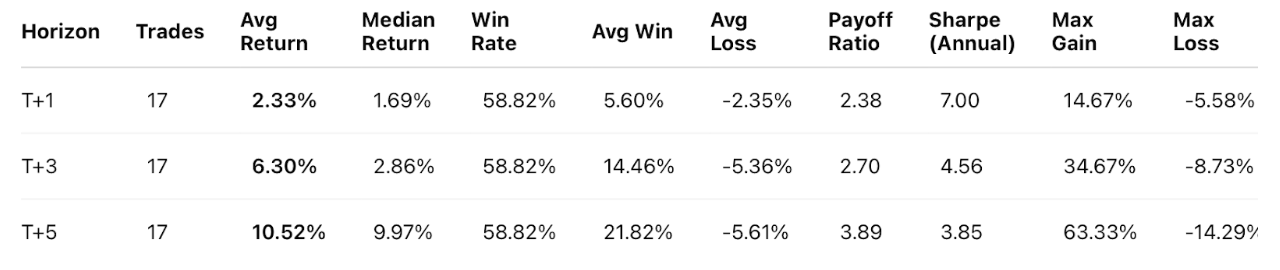 Horizon Trades Avg Return Median Return Win Rate Avg Win Avg Loss Payoff Ratio Sharpe (Annual) Max Gain Max Loss
T+1 17 2.33% 1.69% 58.82% 5.60% -2.35% 2.38 7.00 14.67% -5.58%
T+3 17 6.30% 2.86% 58.82% 14.46% -5.36% 2.70 4.56 34.67% -8.73%
T+5 17 10.52% 9.97% 58.82% 21.82% -5.61% 3.89 3.85 63.33% -14.29%